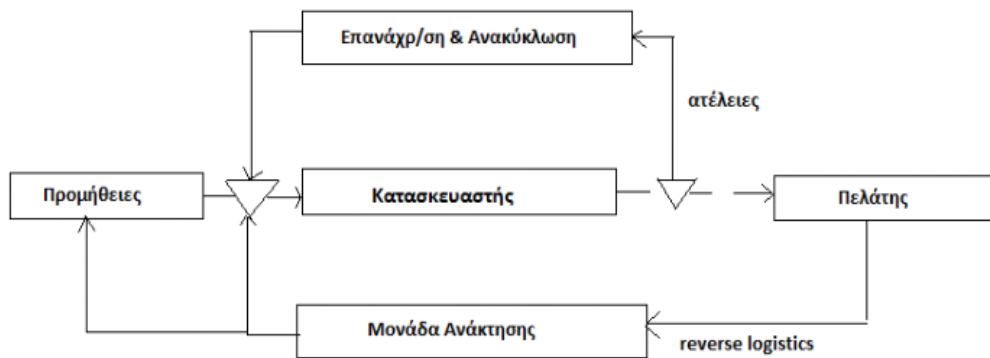 Επανάχρ/ση & Ανακύκλωση
ατέλειες
Προμήθειες
Κατασκευαστής
Πελάτης
Μονάδα Ανάκτησης
reverse logistics